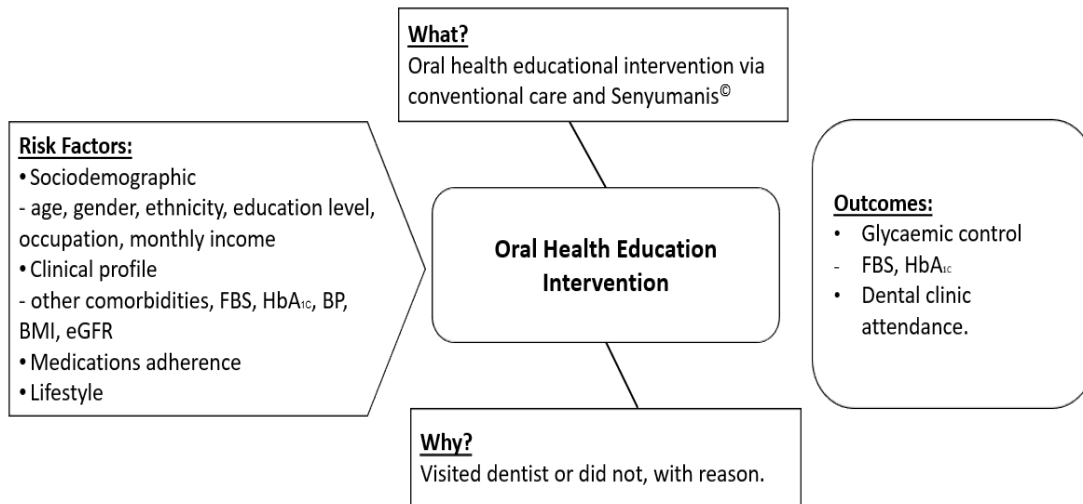 What?
Oral health educational intervention via
conventional care and Senyumanis©
Risk Factors:
• Sociodemographic
- age, gender, ethnicity, education level,
occupation, monthly income
• Clinical profile
- other comorbidities, FBS, HbA1C, BP,
BMI, eGFR
• Medications adherence
• Lifestyle
Oral Health Education
Intervention
Outcomes:
• Glycaemic control
- FBS, HbA1C
• Dental clinic
attendance.
Why?
Visited dentist or did not, with reason.